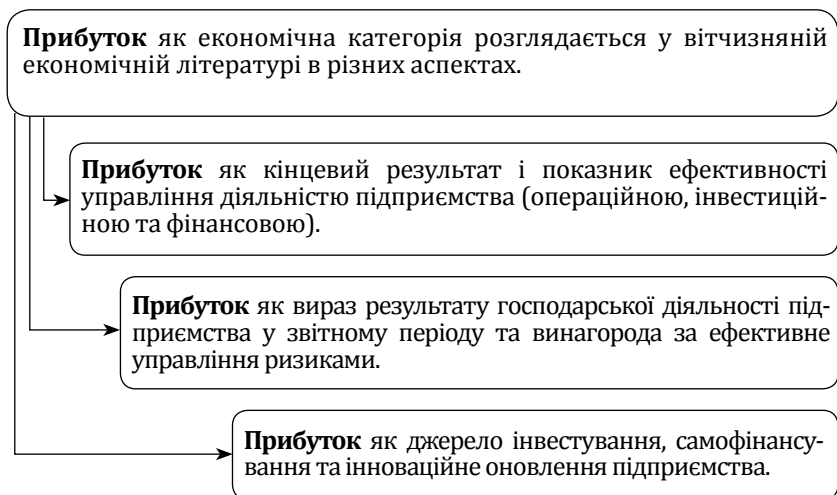 Прибуток як економічна категорія розглядається у вітчизняній
економічній літературі в різних аспектах.
Прибуток як кінцевий результат і показник ефективності
управління діяльністю підприємства (операційною, інвестицій-
ною та фінансовою).
Прибуток як вираз результату господарської діяльності під-
приємства у звітному періоду та винагорода за ефективне
управління ризиками.
Прибуток як джерело інвестування, самофінансу-
вання та інноваційне оновлення підприємства.